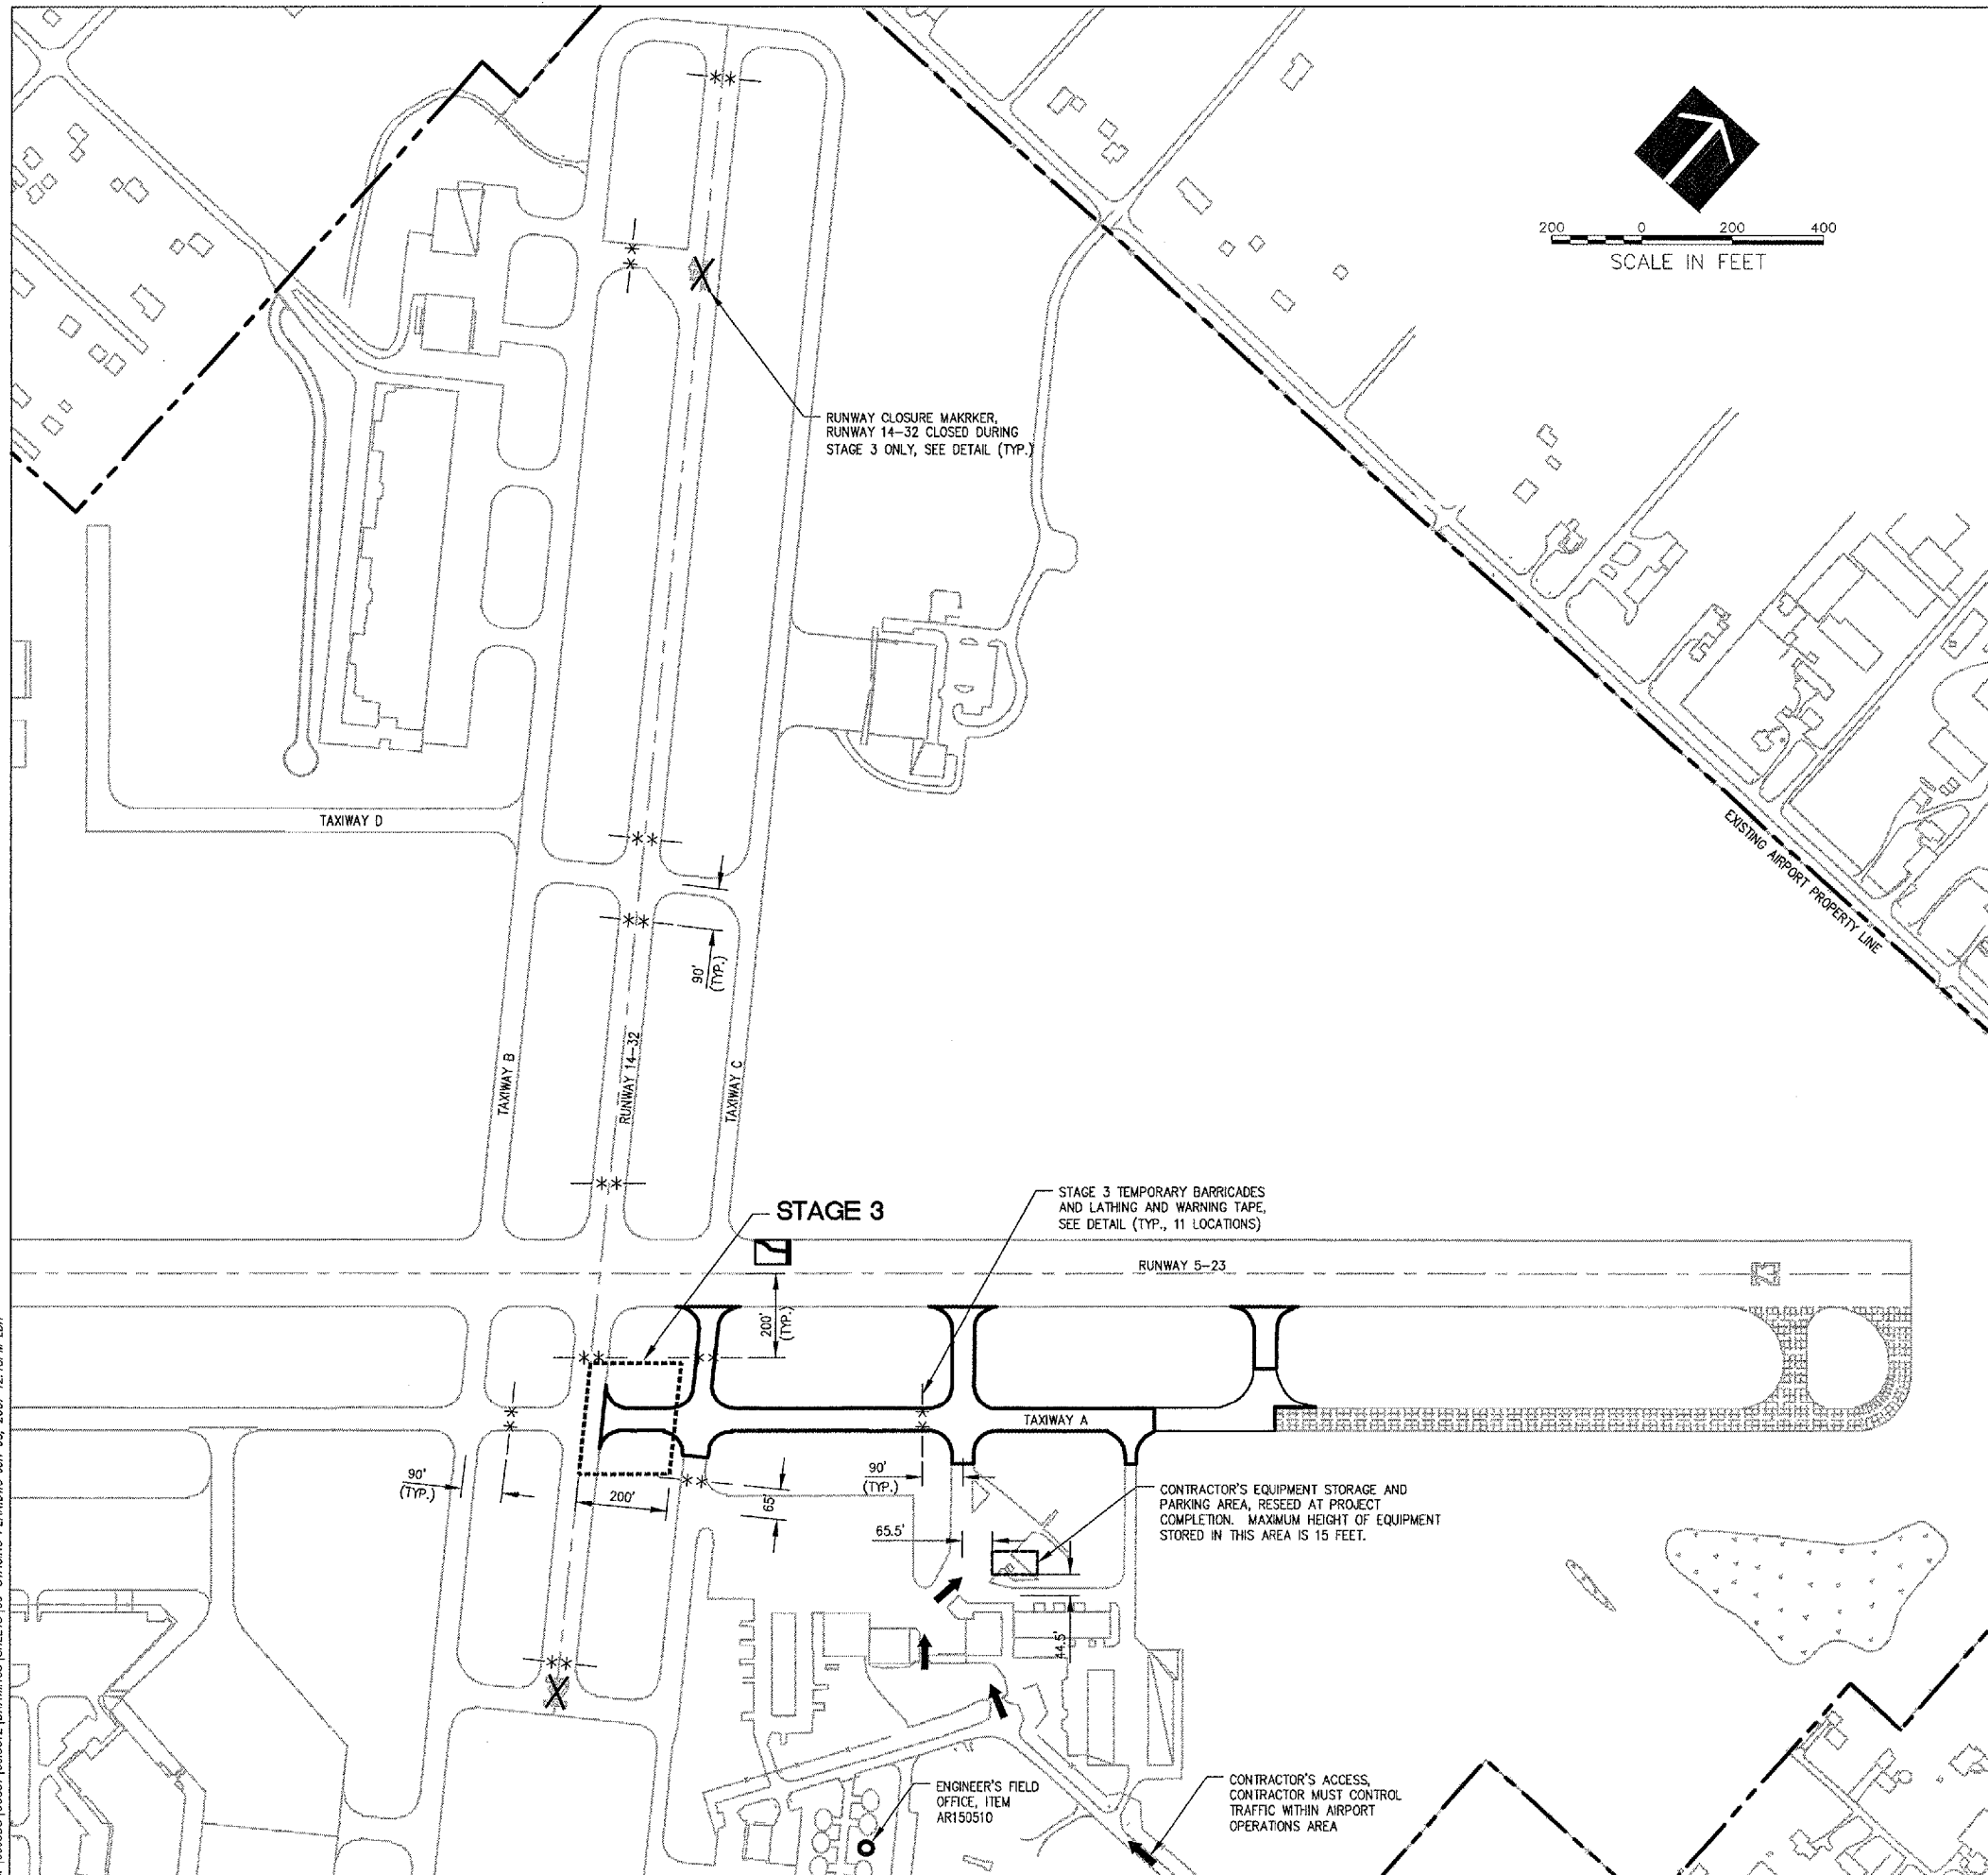 200 0 200 400
SCALE IN FEET
RUNWAY CLOSURE MAKRKER,
RUNWAY 14-32 CLOSED DURING
STAGE 3 ONLY, SEE DETAIL (TYP.)
TAXIWAY D
EXISTING AIRPORT PROPERTY LINE
90'
(TYP.)
TAXIWAY B
RUNWAY 14-32
TAXIWAY C
STAGE 3
STAGE 3 TEMPORARY BARRICADES
AND LATHING AND WARNING TAPE,
SEE DETAIL (TYP., 11 LOCATIONS)
RUNWAY 5-23
23
200'
(TYP.)
TAXIWAY A
90'
(TYP.)
200'
65'
90'
(TYP.)
65.5'
CONTRACTOR'S EQUIPMENT STORAGE AND
PARKING AREA, RESEED AT PROJECT
COMPLETION. MAXIMUM HEIGHT OF EQUIPMENT
STORED IN THIS AREA IS 15 FEET.
44.5'
ENGINEER'S FIELD
OFFICE, ITEM
AR150510
CONTRACTOR'S ACCESS,
CONTRACTOR MUST CONTROL
TRAFFIC WITHIN AIRPORT
OPERATIONS AREA